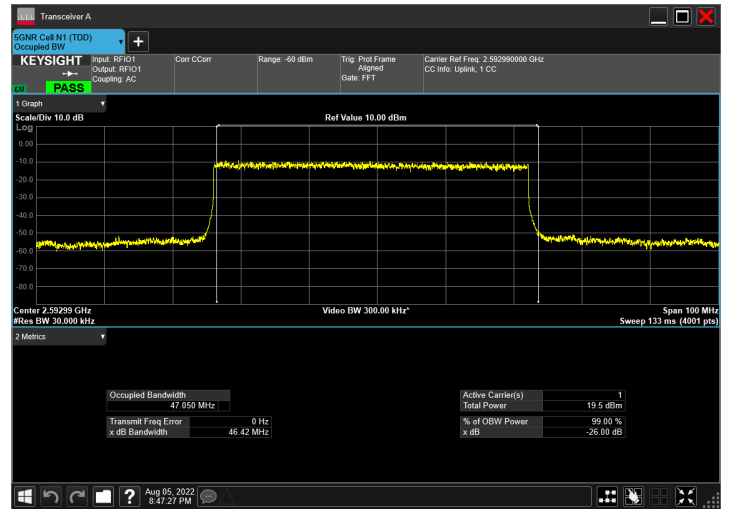 Transceiver A
5GNR Cell N1 (TDD)
Occupied BW
KEYSIGHT
LXI
PASS
Input: RFIO1
Output: RFIO1
Coupling: AC
Corr CCorr
Range: -60 dBm
Trig: Prot Frame
Aligned
Gate: FFT
Carrier Ref Freq: 2.592990000 GHz
CC Info: Uplink, 1 CC
1 Graph
Scale/Div 10.0 dB
Ref Value 10.00 dBm
Log
0.00
-10.0
-20.0
-30.0
-40.0
-50.0
-60.0
-70.0
-80.0
Center 2.59299 GHz
#Res BW 30.000 kHz
Video BW 300.00 kHz*
Span 100 MHz
Sweep 133 ms (4001 pts)
2 Metrics
Occupied Bandwidth
47.050 MHz
Transmit Freq Error 0 Hz
x dB Bandwidth 46.42 MHz
Active Carrier(s) 1
Total Power 19.5 dBm
% of OBW Power 99.00 %
x dB -26.00 dB
?
Aug 05, 2022
8:47:27 PM